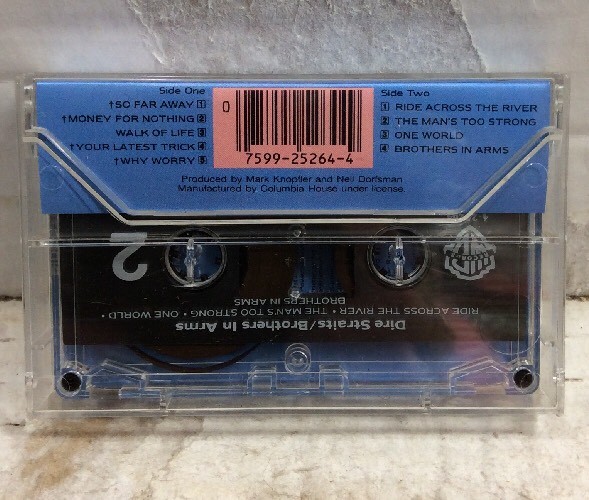 Side One
†SO FAR AWAY 1
†MONEY FOR NOTHING 2
WALK OF LIFE 3
†YOUR LATEST TRICK 4
†WHY WORRY 5
0
7599-25264-4
Side Two
1 RIDE ACROSS THE RIVER
2 THE MAN'S TOO STRONG
3 ONE WORLD
4 BROTHERS IN ARMS
Produced by Mark Knopfler and Neil Dorfsman
Manufactured by Columbia House under license.
2
Dire Straits/Brothers In Arms
RIDE ACROSS THE RIVER • THE MAN'S TOO STRONG • ONE WORLD •
BROTHERS IN ARMS